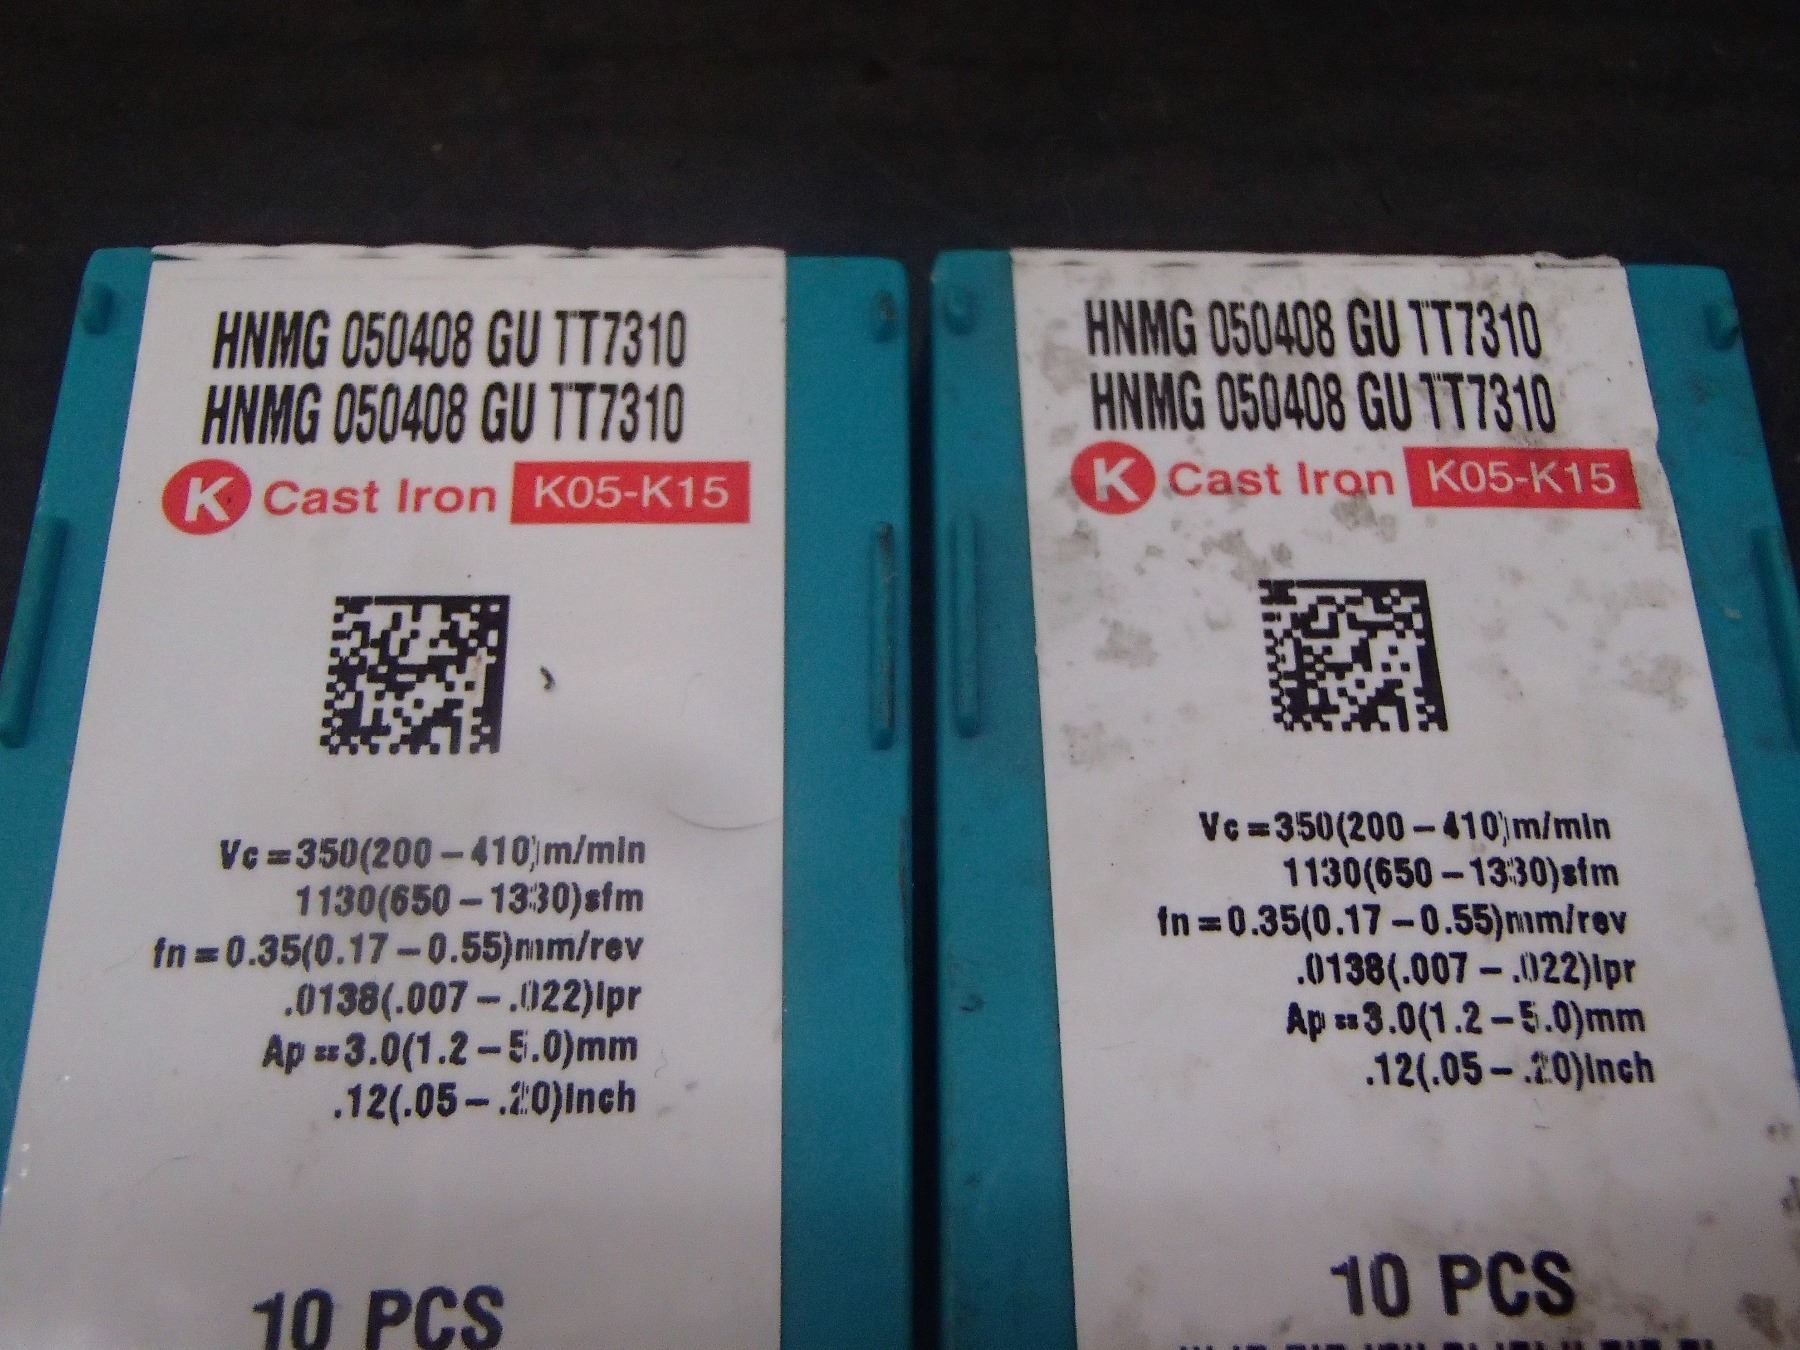 HNMG 050408 GU TT7310
HNMG 050408 GU TT7310
K Cast Iron K05-K15
Vc=350(200-410)m/min
1130(650-1330)sfm
fn=0.35(0.17-0.55)mm/rev
.0138(.007-.022)ipr
Ap=3.0(1.2-5.0)mm
.12(.05-.20)inch
10 PCS
HNMG 050408 GU TT7310
HNMG 050408 GU TT7310
K Cast Iron K05-K15
Vc=350(200-410)m/min
1130(650-1330)sfm
fn=0.35(0.17-0.55)mm/rev
.0138(.007-.022)ipr
Ap=3.0(1.2-5.0)mm
.12(.05-.20)inch
10 PCS